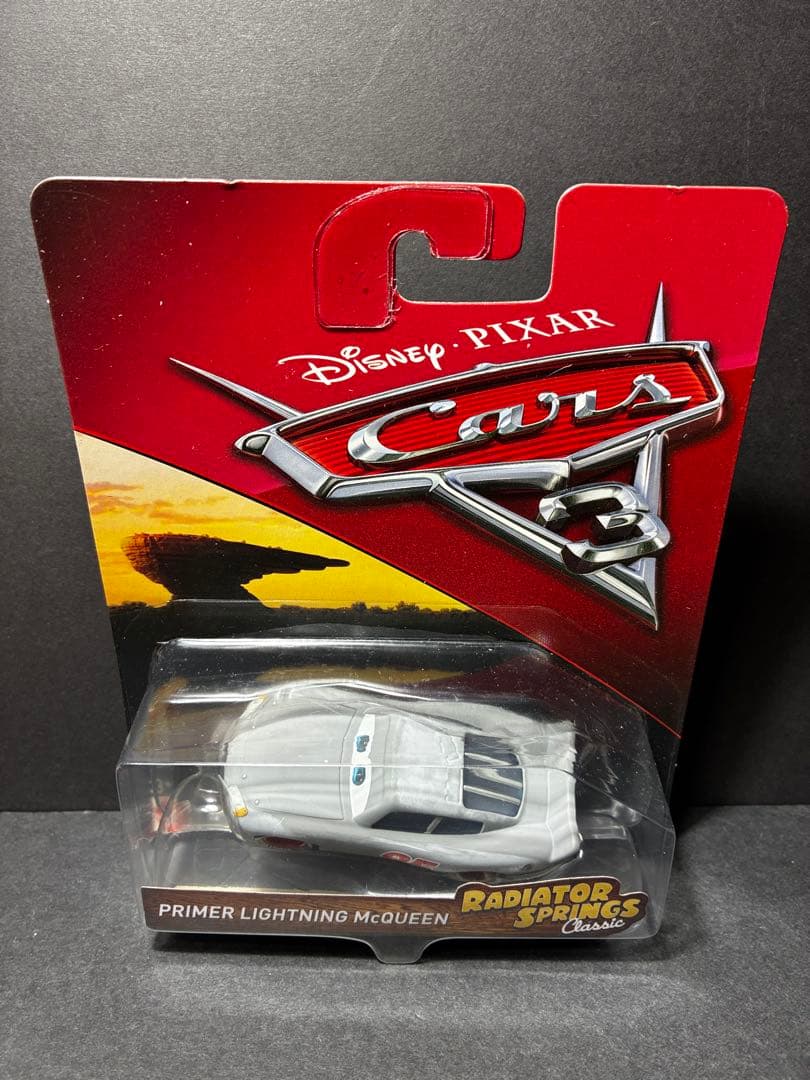 Disney · PIXAR
Cars
3
PRIMER LIGHTNING McQUEEN
RADIATOR
SPRINGS
Classic